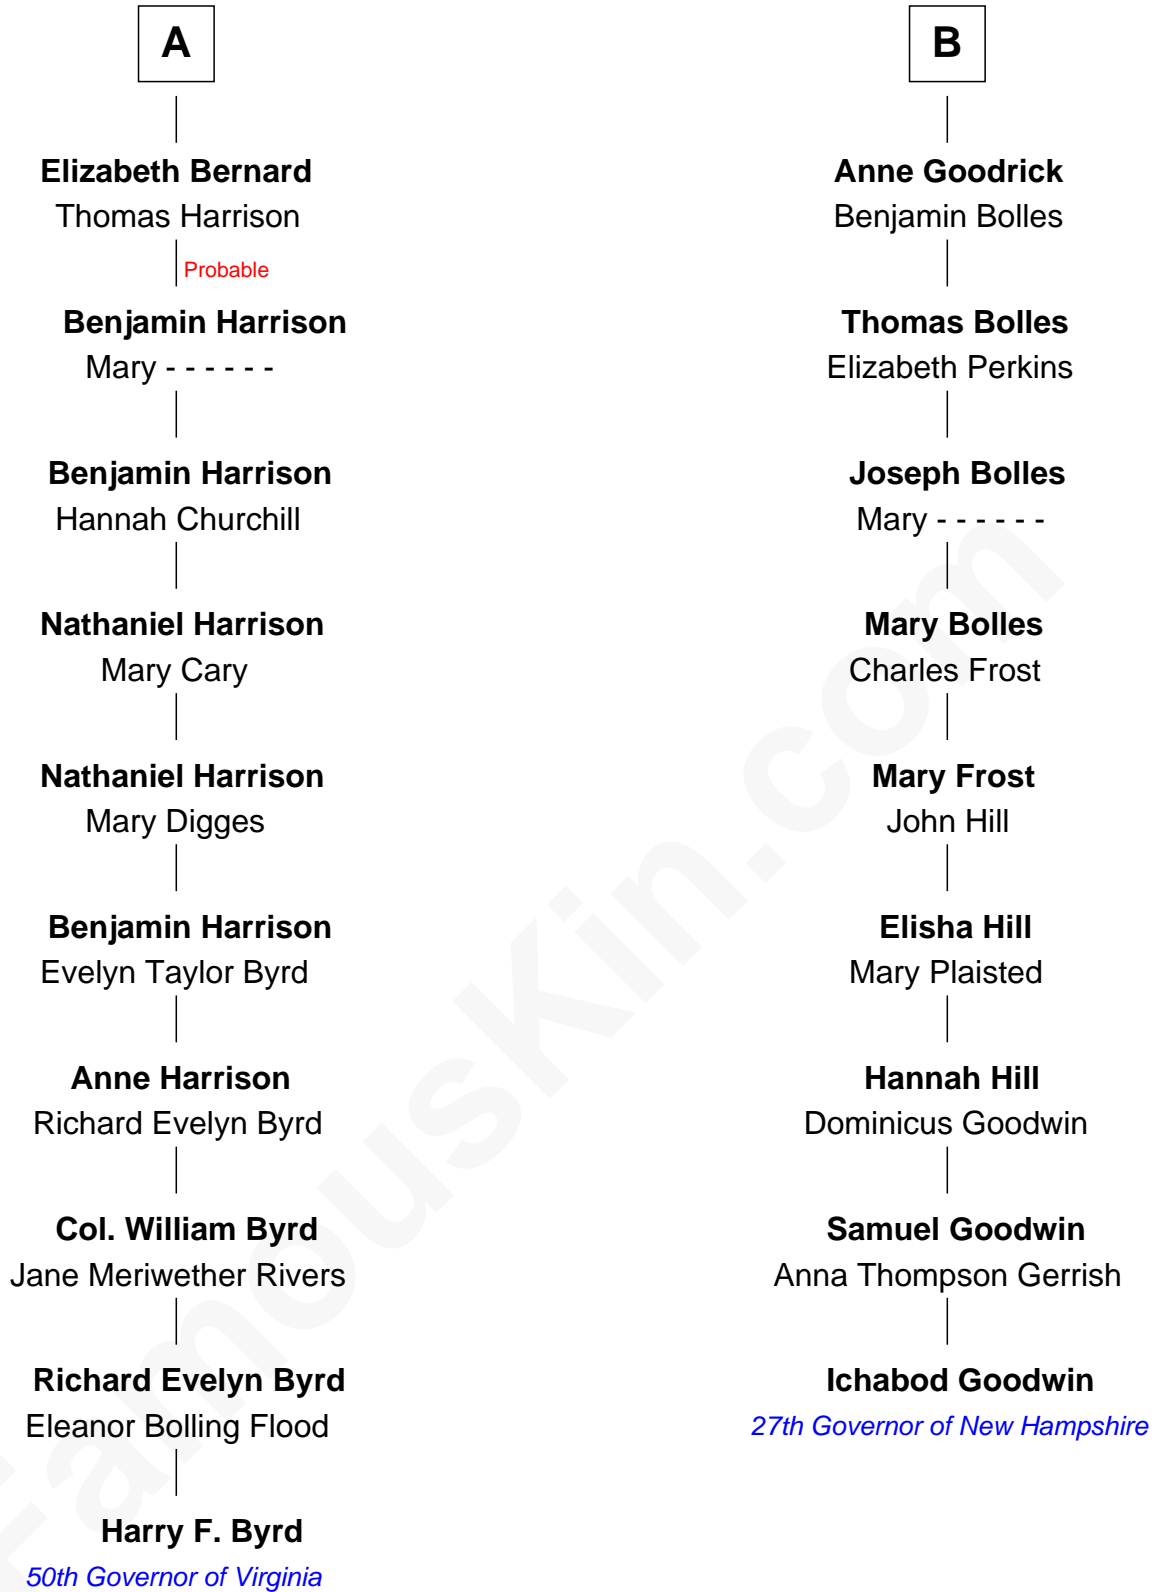 A
Elizabeth Bernard
Thomas Harrison
Probable
Benjamin Harrison
Mary - - - - - -
Benjamin Harrison
Hannah Churchill
Nathaniel Harrison
Mary Cary
Nathaniel Harrison
Mary Digges
Benjamin Harrison
Evelyn Taylor Byrd
Anne Harrison
Richard Evelyn Byrd
Col. William Byrd
Jane Meriwether Rivers
Richard Evelyn Byrd
Eleanor Bolling Flood
Harry F. Byrd
50th Governor of Virginia
B
Anne Goodrick
Benjamin Bolles
Thomas Bolles
Elizabeth Perkins
Joseph Bolles
Mary - - - - - -
Mary Bolles
Charles Frost
Mary Frost
John Hill
Elisha Hill
Mary Plaisted
Hannah Hill
Dominicus Goodwin
Samuel Goodwin
Anna Thompson Gerrish
Ichabod Goodwin
27th Governor of New Hampshire
FamousKin.com